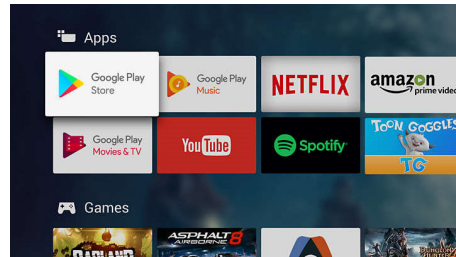 Apps
Google Play
Store
Google Play
Music
NETFLIX
amazon
prime video
Google Play
Movies & TV
YouTube
Spotify
TOON GOGGLES
TG
Games
BADLAND
ASPHALT 8
AIRBORNE